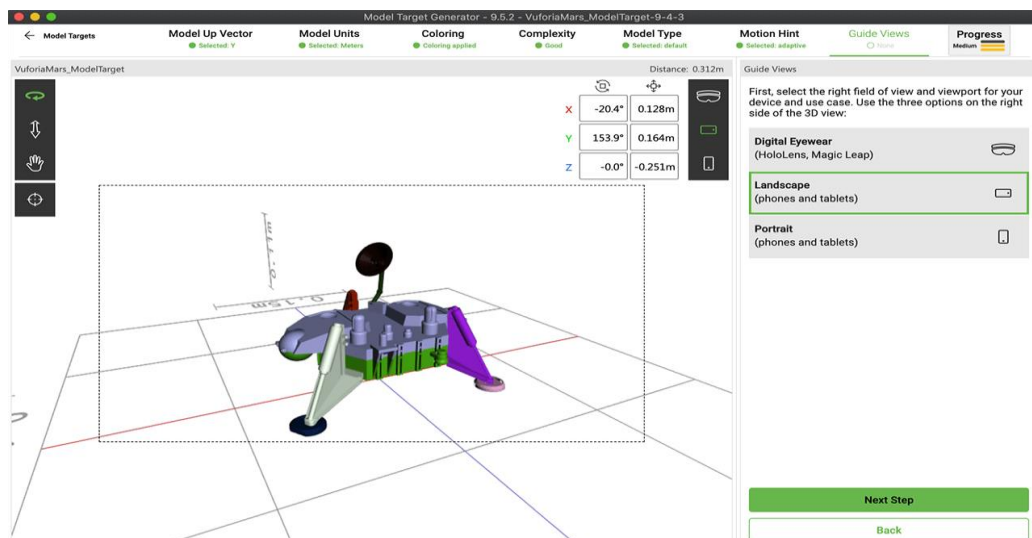 Model Target Generator - 9.5.2 - VuforiaMars_ModelTarget-9-4-3
Model Targets
Model Up Vector
Selected: Y
Model Units
Selected: Meters
Coloring
Coloring applied
Complexity
Good
Model Type
Selected: default
Motion Hint
Selected: adaptive
Guide Views
None
Progress
Medium
VuforiaMars_ModelTarget
Distance: 0.312m
X -20.4° 0.128m
Y 153.9° 0.164m
Z -0.0° -0.251m
0.15m
Guide Views
First, select the right field of view and viewport for your
device and use case. Use the three options on the right
side of the 3D view:
Digital Eyewear
(HoloLens, Magic Leap)
Landscape
(phones and tablets)
Portrait
(phones and tablets)
Next Step
Back